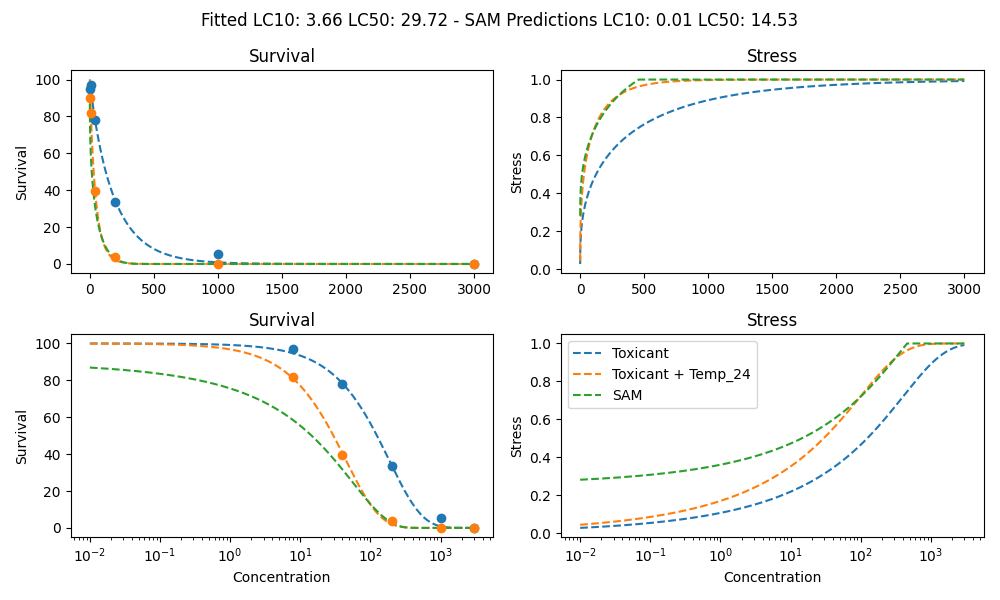 Fitted LC10: 3.66 LC50: 29.72 - SAM Predictions LC10: 0.01 LC50: 14.53
Survival
Survival
100
80
60
40
20
0
0 500 1000 1500 2000 2500 3000
Stress
Stress
1.0
0.8
0.6
0.4
0.2
0.0
0 500 1000 1500 2000 2500 3000
Survival
Survival
100
80
60
40
20
0
10⁻² 10⁻¹ 10⁰ 10¹ 10² 10³
Concentration
Stress
Stress
1.0
0.8
0.6
0.4
0.2
0.0
Toxicant
Toxicant + Temp_24
SAM
10⁻² 10⁻¹ 10⁰ 10¹ 10² 10³
Concentration